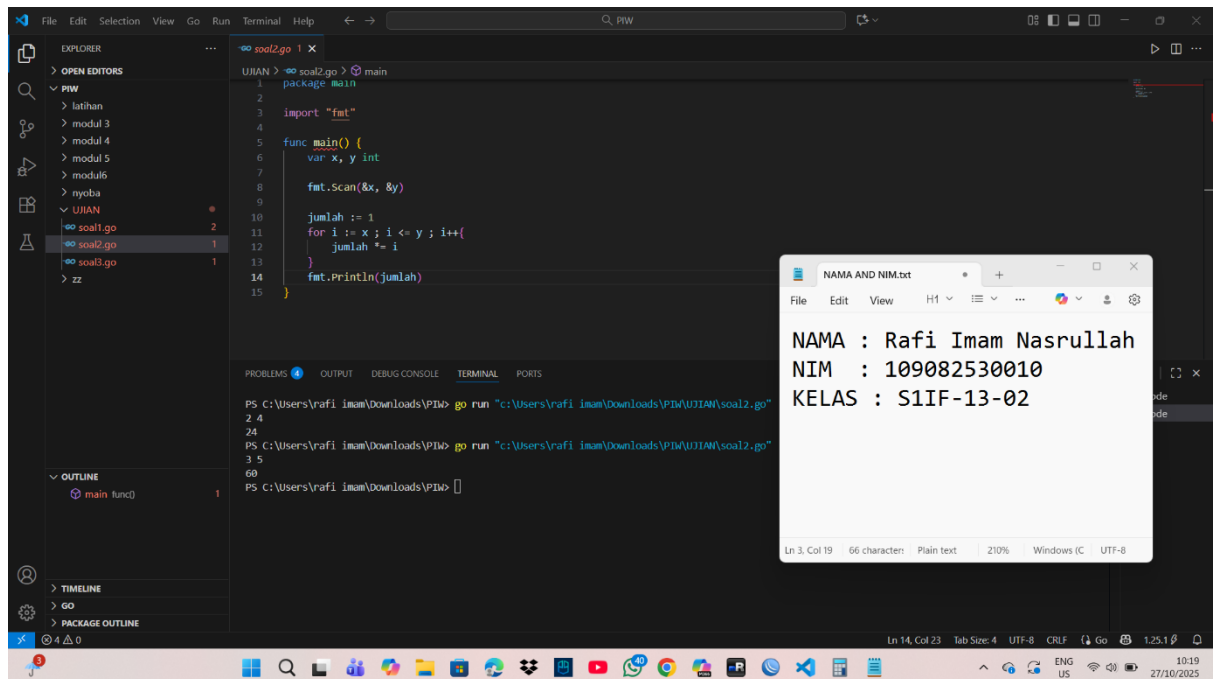 File Edit Selection View Go Run Terminal Help
PIW
EXPLORER
OPEN EDITORS
PIW
latihan
modul 3
modul 4
modul 5
modul6
nyoba
UJIAN
soal1.go 2
soal2.go 1
soal3.go 1
zz
OUTLINE
main func() 1
TIMELINE
GO
PACKAGE OUTLINE
soal2.go 1
UJIAN > soal2.go > main
1 package main
2
3 import "fmt"
4
5 func main() {
6 var x, y int
7
8 fmt.Scan(&x, &y)
9
10 jumlah := 1
11 for i := x ; i <= y ; i++{
12 jumlah *= i
13 }
14 fmt.Println(jumlah)
15 }
PROBLEMS 4 OUTPUT DEBUG CONSOLE TERMINAL PORTS
PS C:\Users\rafi imam\Downloads\PIW> go run "c:\Users\rafi imam\Downloads\PIW\UJIAN\soal2.go"
2 4
24
PS C:\Users\rafi imam\Downloads\PIW> go run "c:\Users\rafi imam\Downloads\PIW\UJIAN\soal2.go"
3 5
60
PS C:\Users\rafi imam\Downloads\PIW>
ode
ode
NAMA AND NIM.txt
File Edit View H1
NAMA : Rafi Imam Nasrullah
NIM : 109082530010
KELAS : S1IF-13-02
Ln 3, Col 19 66 character: Plain text 210% Windows (C UTF-8
4 0 Ln 14, Col 23 Tab Size: 4 UTF-8 CRLF Go 1.25.1
3 40 ENG US 10:19 27/10/2025